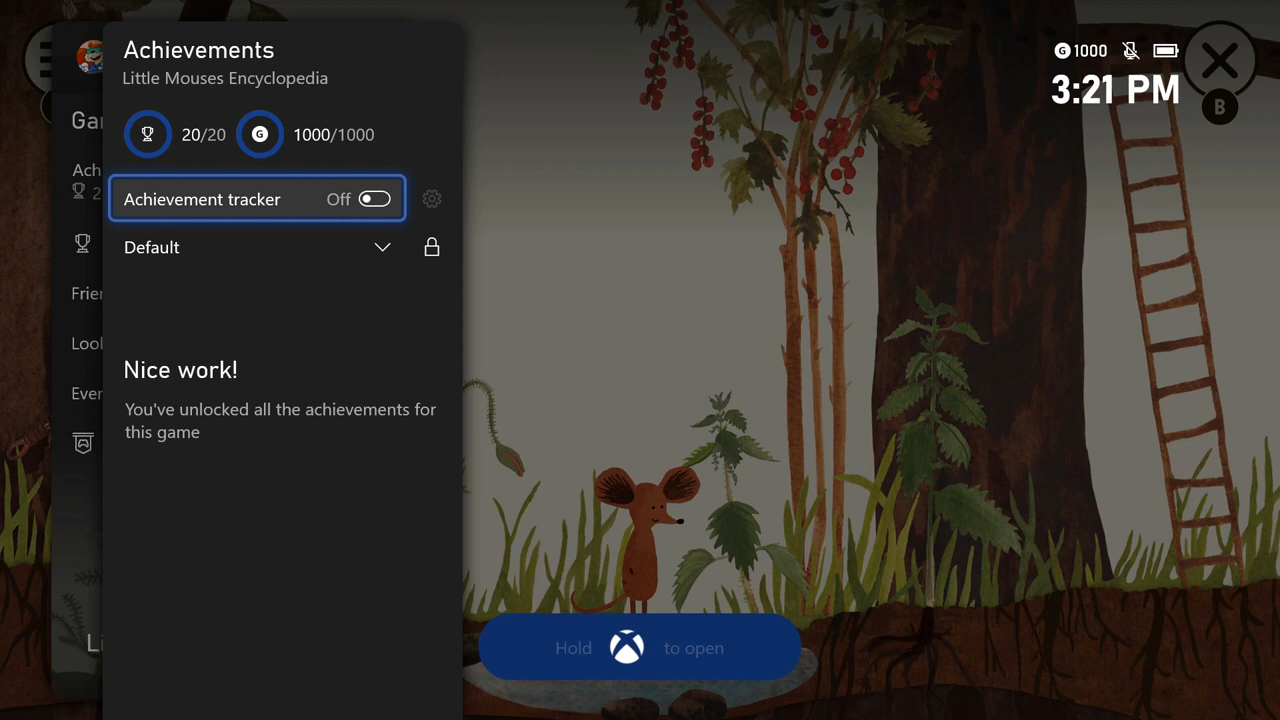 Achievements
Little Mouses Encyclopedia
20/20 G 1000/1000
Achievement tracker Off
Default
Nice work!
You've unlocked all the achievements for
this game
Hold to open
G 1000
3:21 PM
B